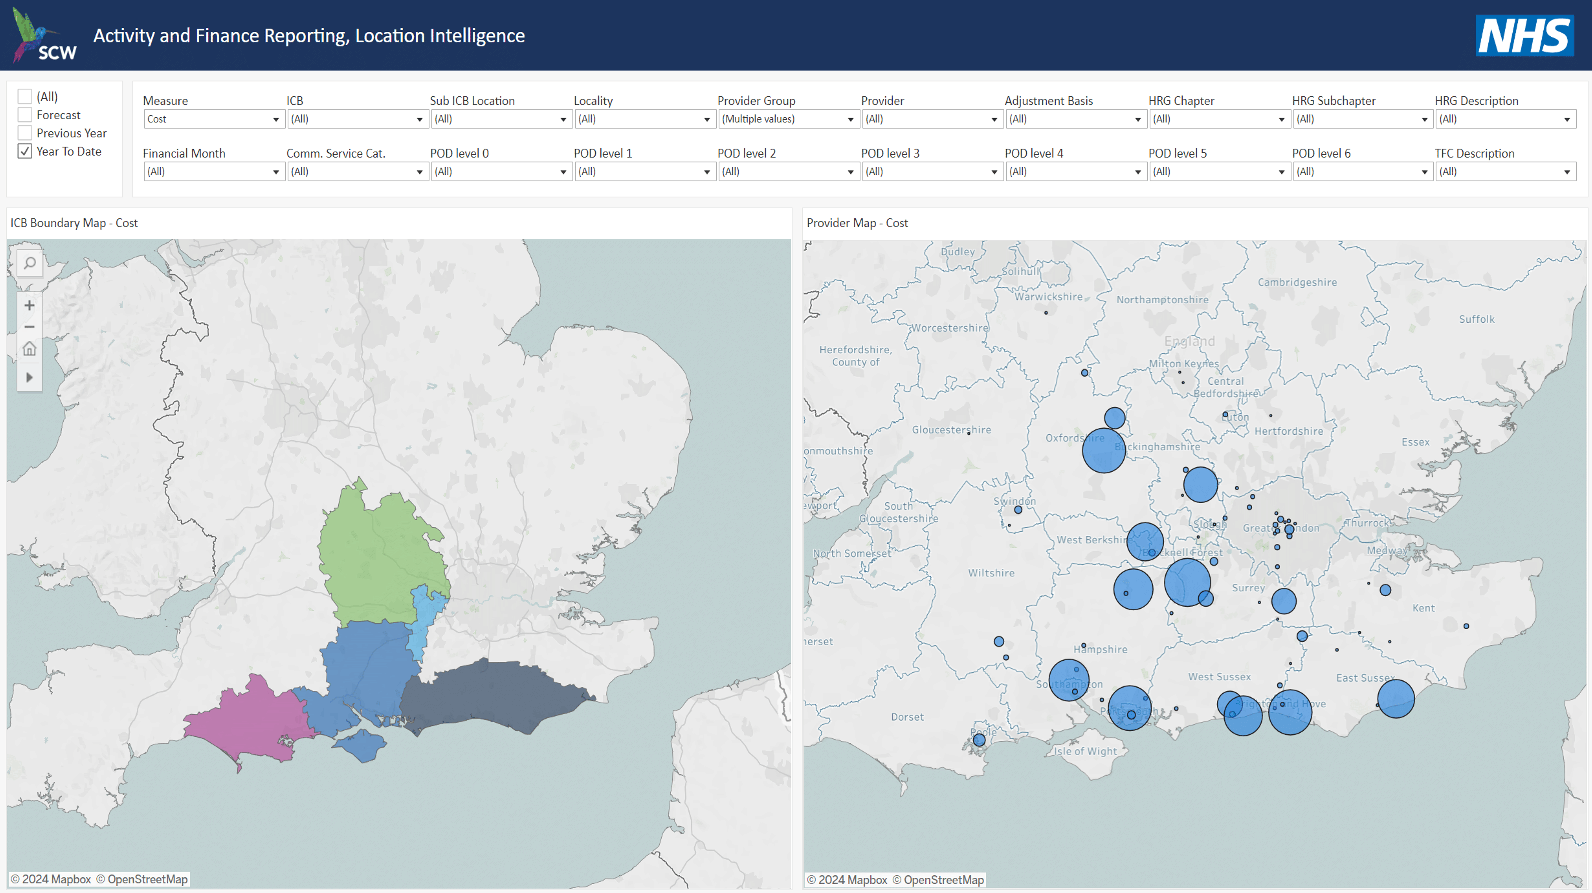 SCW
Activity and Finance Reporting, Location Intelligence
NHS
(All)
Forecast
Previous Year
Year To Date
Measure ICB Sub ICB Location Locality Provider Group Provider Adjustment Basis HRG Chapter HRG Subchapter HRG Description
Cost (All) (All) (All) (Multiple values) (All) (All) (All) (All) (All)
Financial Month Comm. Service Cat. POD level 0 POD level 1 POD level 2 POD level 3 POD level 4 POD level 5 POD level 6 TFC Description
(All) (All) (All) (All) (All) (All) (All) (All) (All) (All)
ICB Boundary Map - Cost
© 2024 Mapbox © OpenStreetMap
Provider Map - Cost
Dudley
Solihull
Cambridgeshire
Warwickshire
Northamptonshire
Suffolk
Worcestershire
England
Herefordshire,
County of
Milton Keynes
Central
Bedfordshire
Luton
Gloucestershire
Hertfordshire
Oxfordshire
Essex
onmouthshire
Buckinghamshire
Swindon
ewport
South
Gloucestershire
Slough
Thurrock
West Berkshire
North Somerset
Medway
Wiltshire
Surrey
Kent
erset
Hampshire
West Sussex
East Sussex
Southampton
Dorset
Poole
Isle of Wight
© 2024 Mapbox © OpenStreetMap